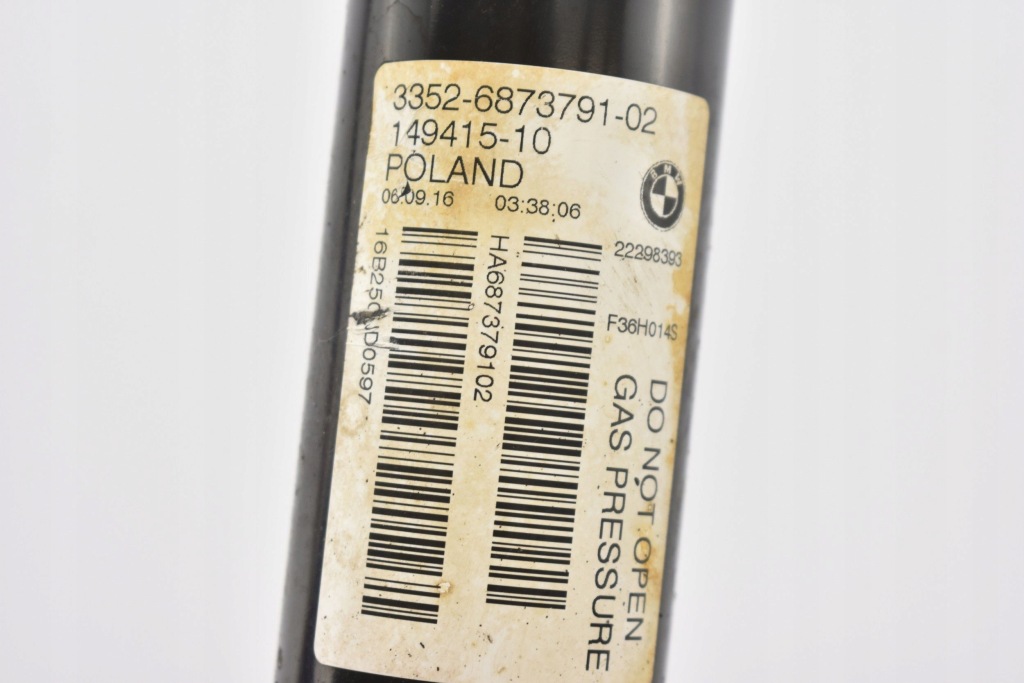 3352-6873791-02
149415-10
POLAND
06.09.16 03:38:06
BMW
22298393
F36H014S
HA687379102
DO NOT OPEN
GAS PRESSURE